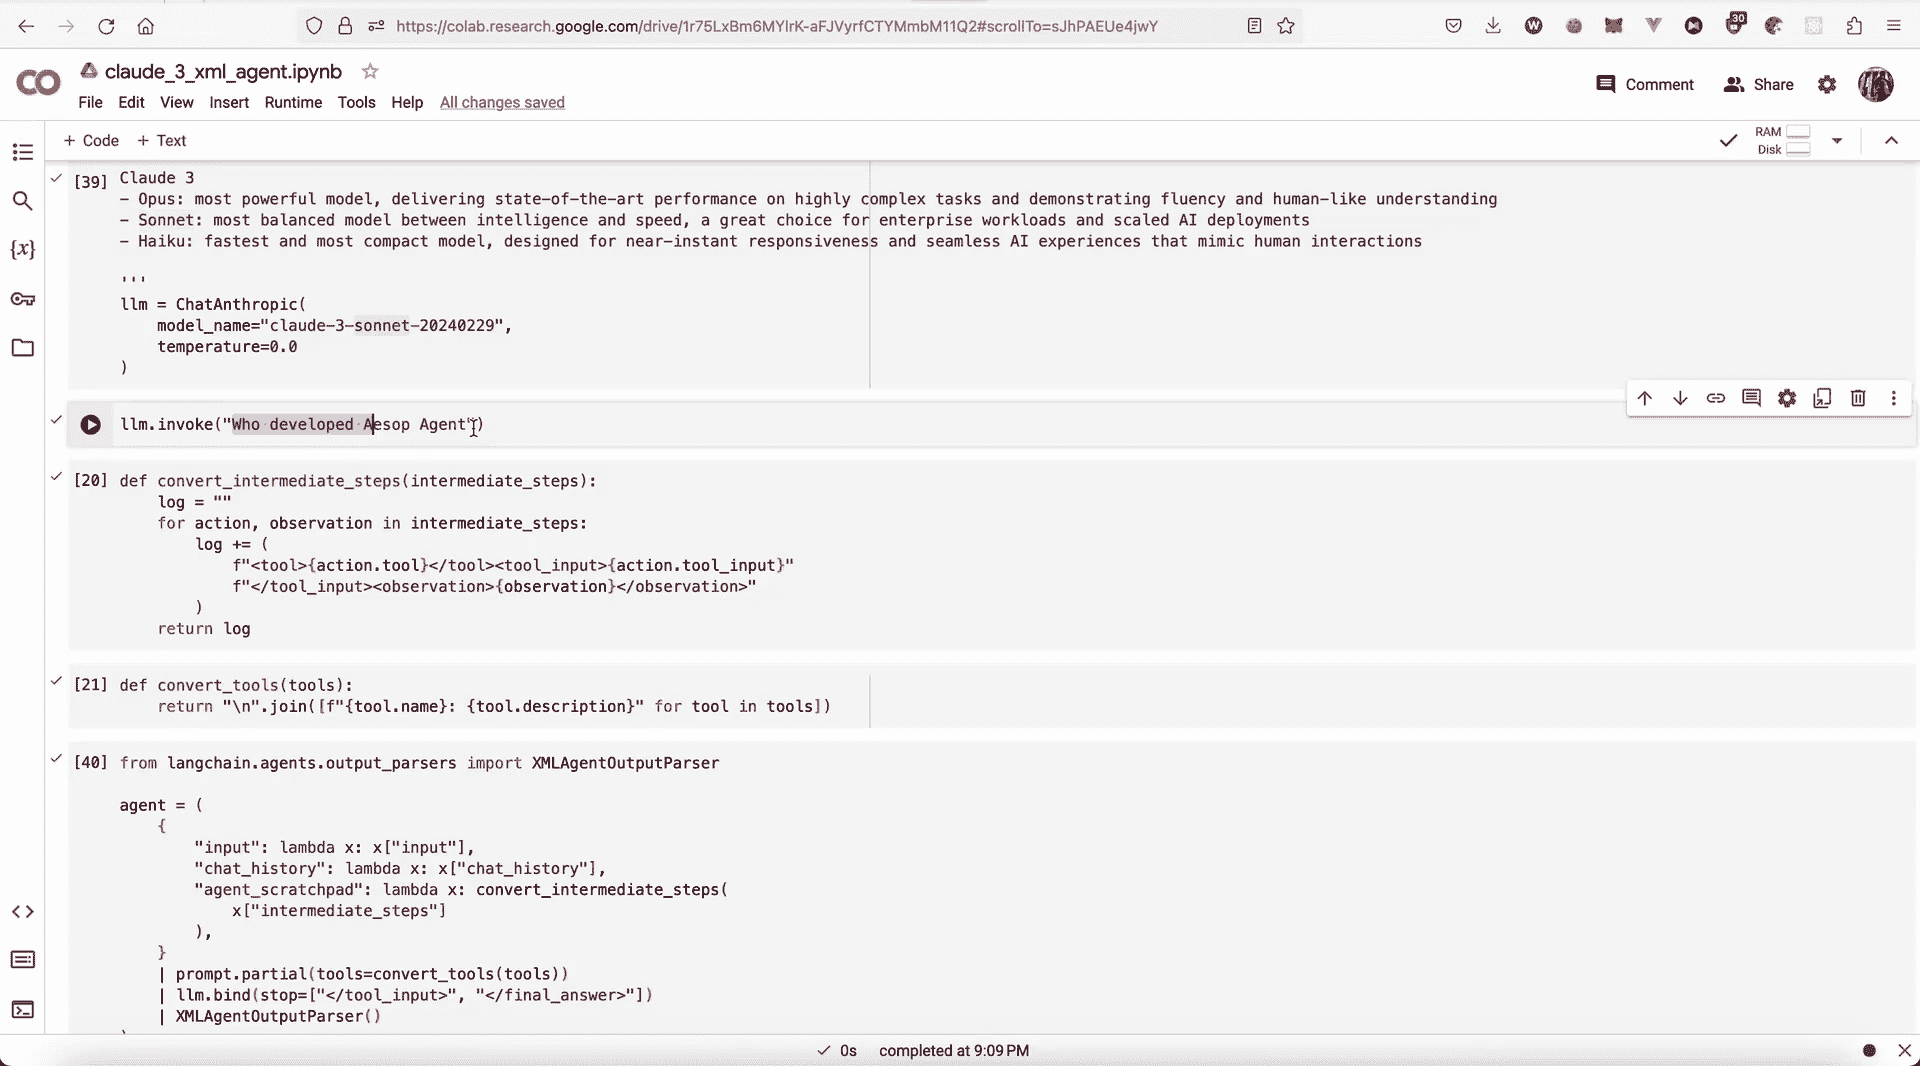 https://colab.research.google.com/drive/1r75LxBm6MYlrK-aFJVyrfCTYMmbM11Q2#scrollTo=sJhPAEUe4jwY
30
claude_3_xml_agent.ipynb
File Edit View Insert Runtime Tools Help All changes saved
Comment Share
+ Code + Text
RAM
Disk
[39] Claude 3
- Opus: most powerful model, delivering state-of-the-art performance on highly complex tasks and demonstrating fluency and human-like understanding
- Sonnet: most balanced model between intelligence and speed, a great choice for enterprise workloads and scaled AI deployments
- Haiku: fastest and most compact model, designed for near-instant responsiveness and seamless AI experiences that mimic human interactions
'''
llm = ChatAnthropic(
    model_name="claude-3-sonnet-20240229",
    temperature=0.0
)
llm.invoke("Who developed Aesop Agent")
[20] def convert_intermediate_steps(intermediate_steps):
    log = ""
    for action, observation in intermediate_steps:
        log += (
            f"<tool>{action.tool}</tool><tool_input>{action.tool_input}"
            f"</tool_input><observation>{observation}</observation>"
        )
    return log
[21] def convert_tools(tools):
    return "\n".join([f"{tool.name}: {tool.description}" for tool in tools])
[40] from langchain.agents.output_parsers import XMLAgentOutputParser
agent = (
    {
        "input": lambda x: x["input"],
        "chat_history": lambda x: x["chat_history"],
        "agent_scratchpad": lambda x: convert_intermediate_steps(
            x["intermediate_steps"]
        ),
    }
    | prompt.partial(tools=convert_tools(tools))
    | llm.bind(stop=["</tool_input>", "</final_answer>"])
    | XMLAgentOutputParser()
0s completed at 9:09 PM